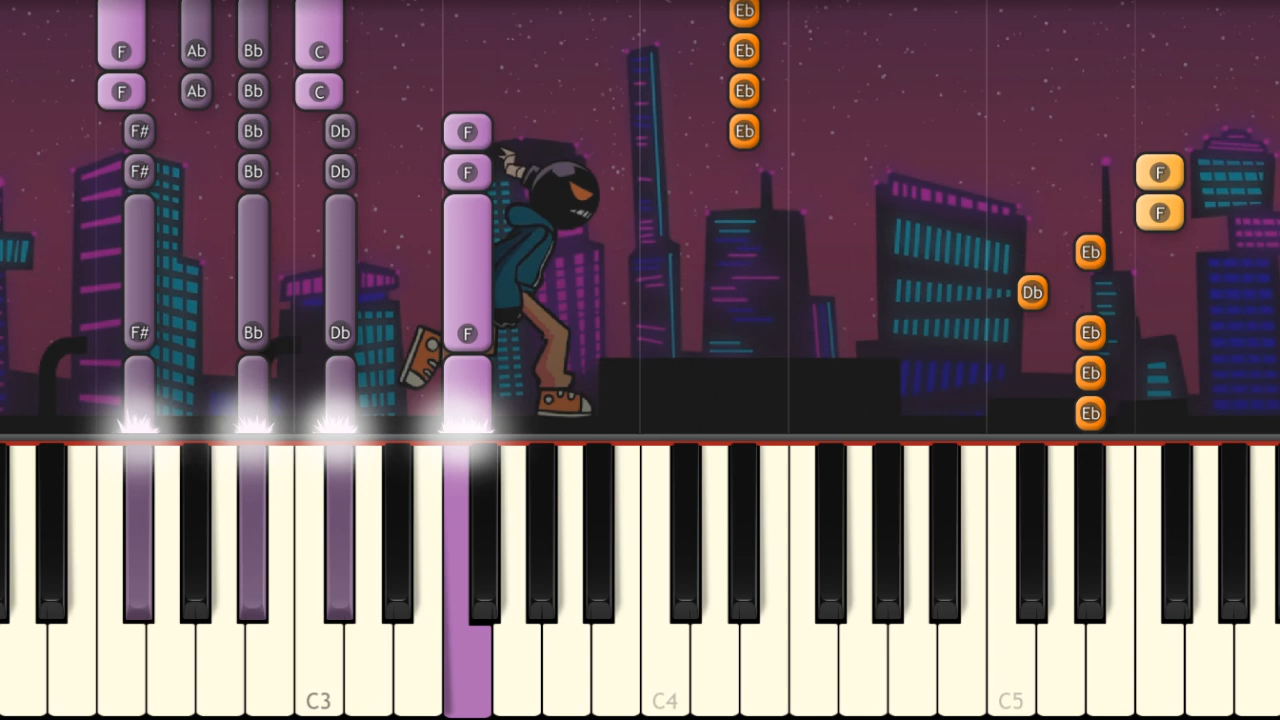 Eb
F Ab Bb C Eb
F Ab Bb C Eb
F# Bb Db F Eb
F# Bb Db F F
F
Eb
Db
F# Bb Db F Eb
Eb
Eb
C3 C4 C5